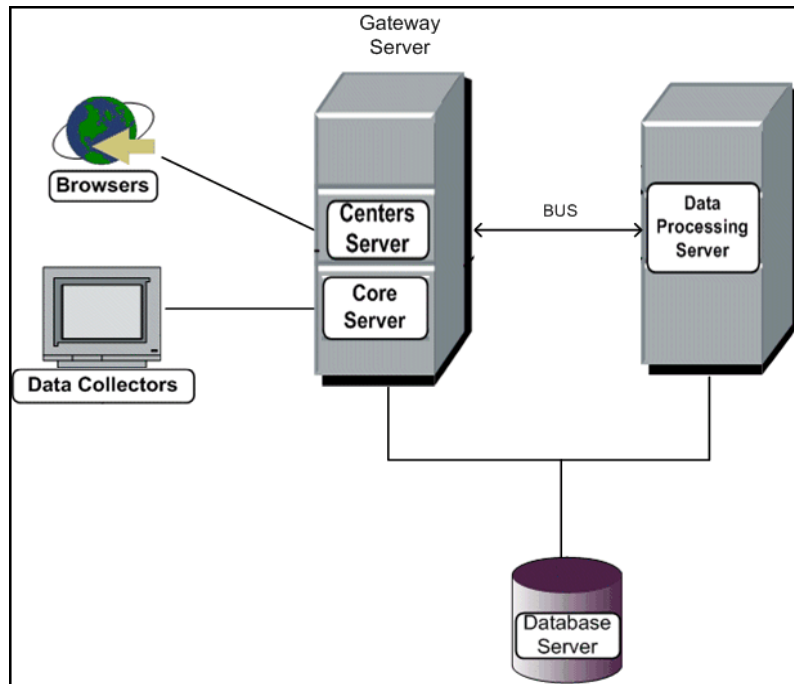 Gateway
Server
Browsers
Centers
Server
BUS
Data
Processing
Server
Core
Server
Data Collectors
Database
Server